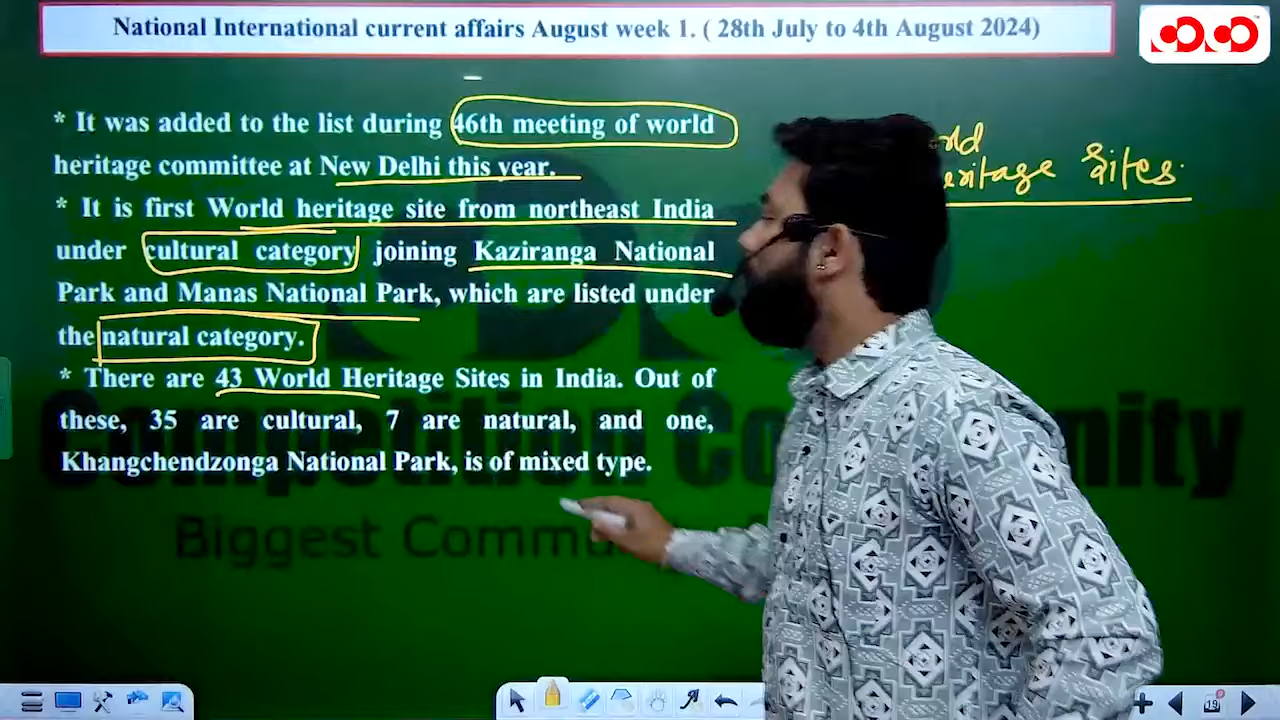 National International current affairs August week 1. ( 28th July to 4th August 2024)
* It was added to the list during 46th meeting of world
heritage committee at New Delhi this year.
* It is first World heritage site from northeast India
under cultural category joining Kaziranga National
Park and Manas National Park, which are listed under
the natural category.
* There are 43 World Heritage Sites in India. Out of
these, 35 are cultural, 7 are natural, and one,
Khangchendzonga National Park, is of mixed type.
Sites.
Competition
Biggest
19